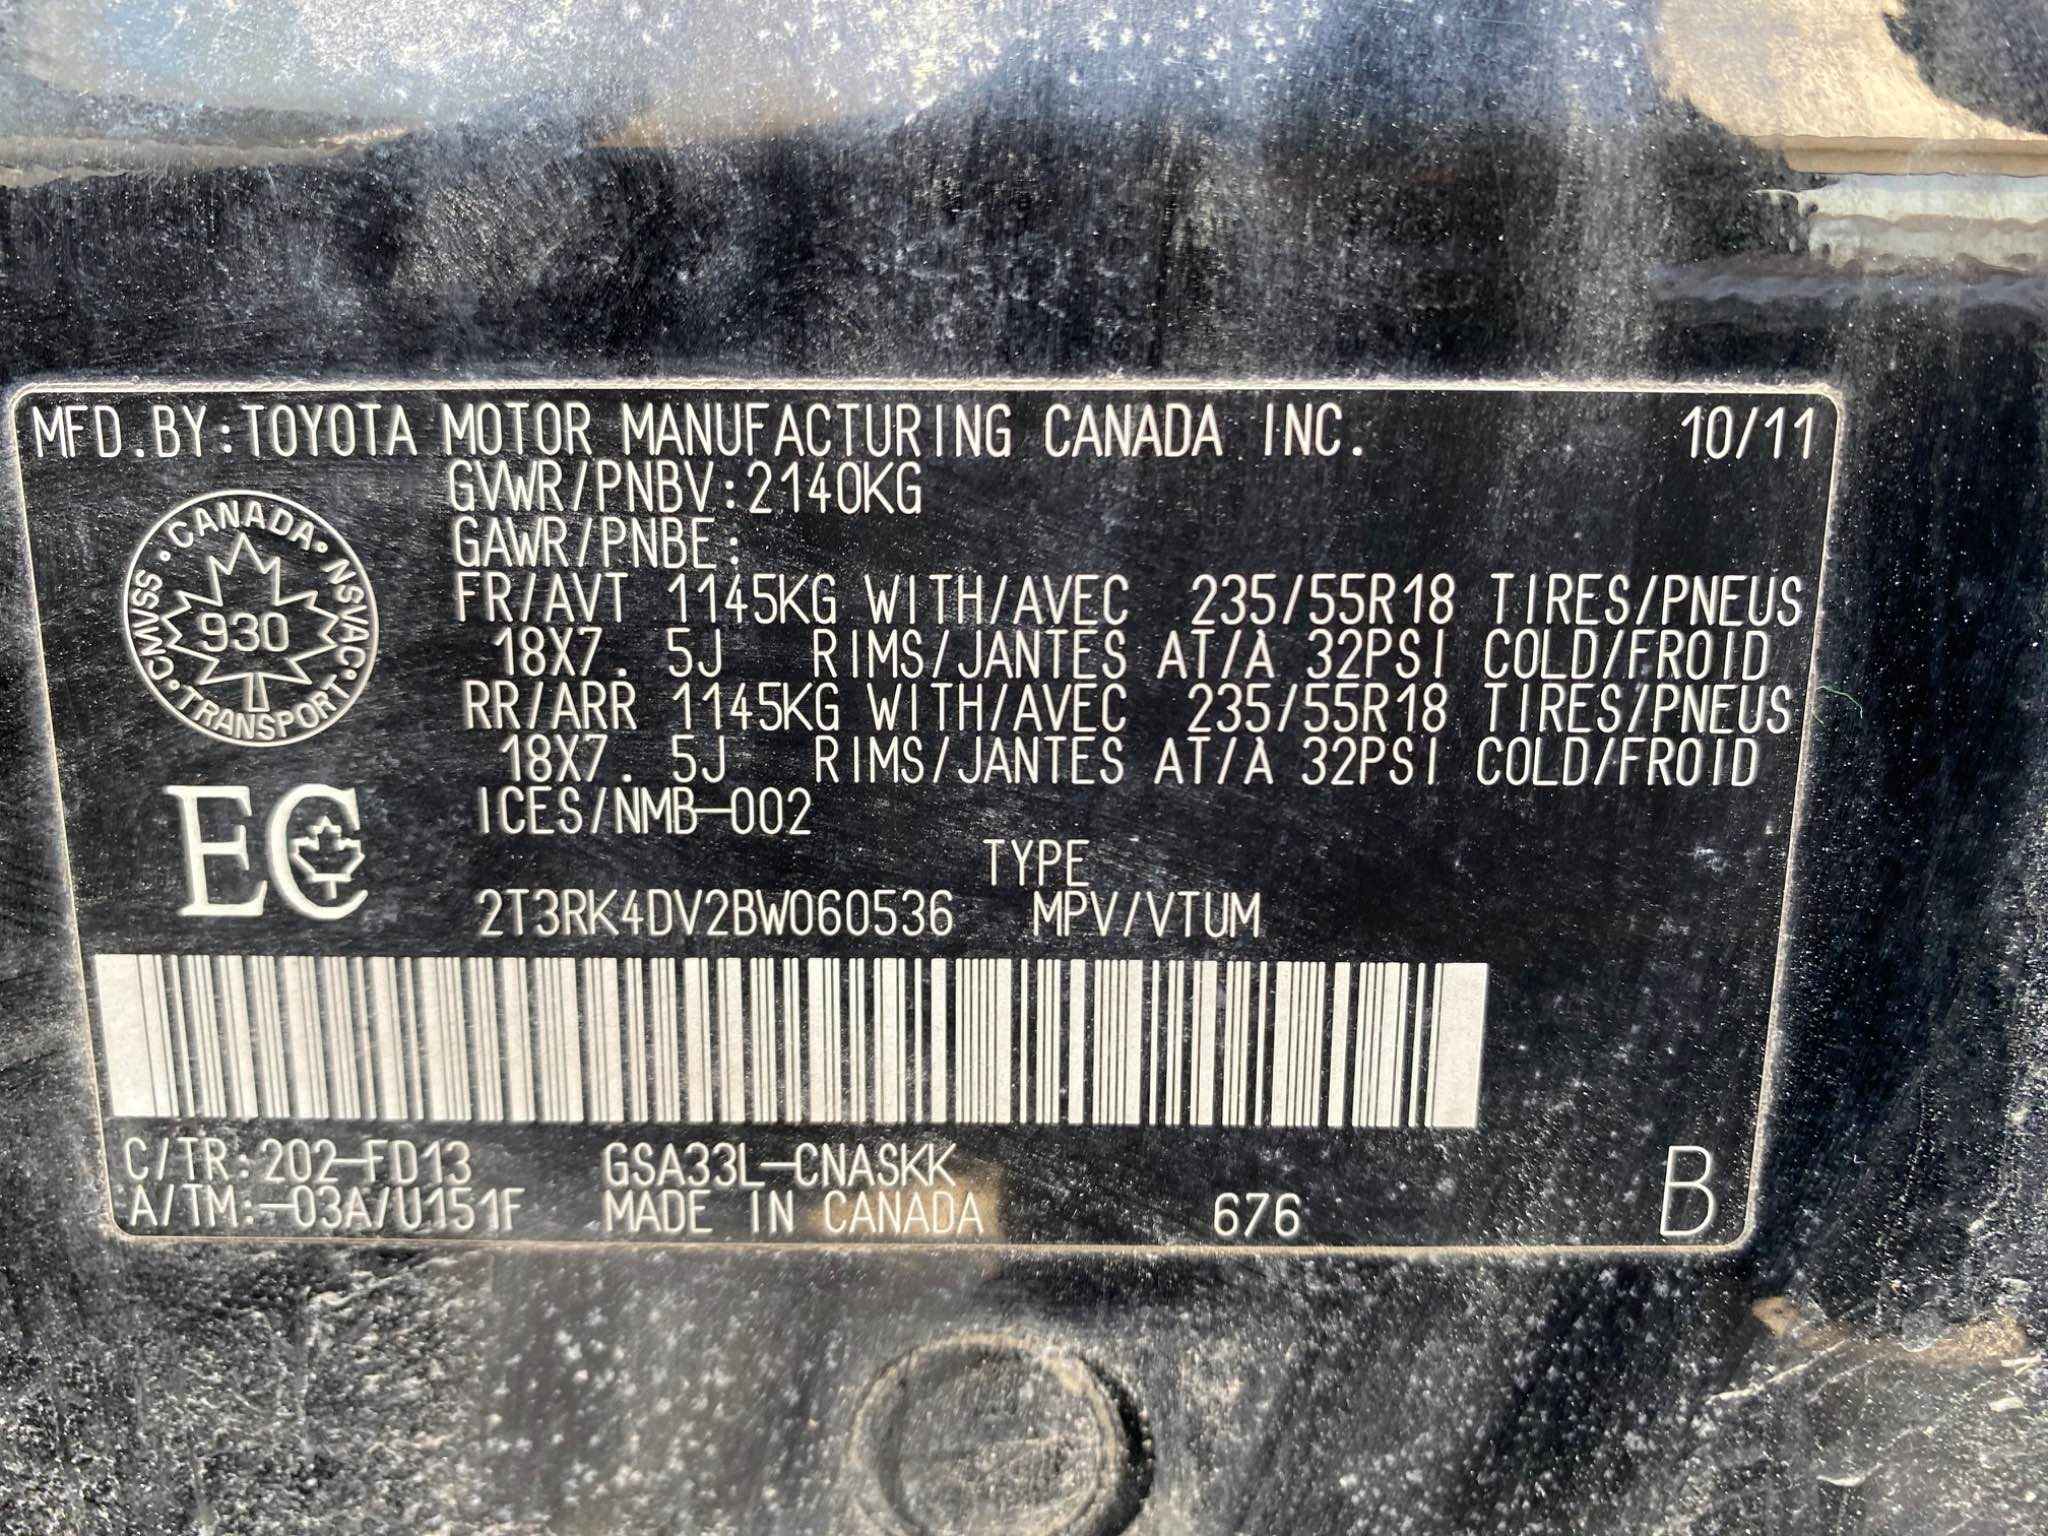 MFD.BY:TOYOTA MOTOR MANUFACTURING CANADA INC. 10/11
GVWR/PNBV:2140KG
GAWR/PNBE:
FR/AVT 1145KG WITH/AVEC 235/55R18 TIRES/PNEUS
18X7. 5J RIMS/JANTES AT/À 32PSI COLD/FROID
RR/ARR 1145KG WITH/AVEC 235/55R18 TIRES/PNEUS
18X7. 5J RIMS/JANTES AT/À 32PSI COLD/FROID
ICES/NMB-002
CANADA • NSVAC • TRANSPORT • CMVSS •
930
EC
TYPE
2T3RK4DV2BW060536 MPV/VTUM
C/TR:202-FD13 GSA33L-CNASKK
A/TM:-03A/U151F MADE IN CANADA 676 B